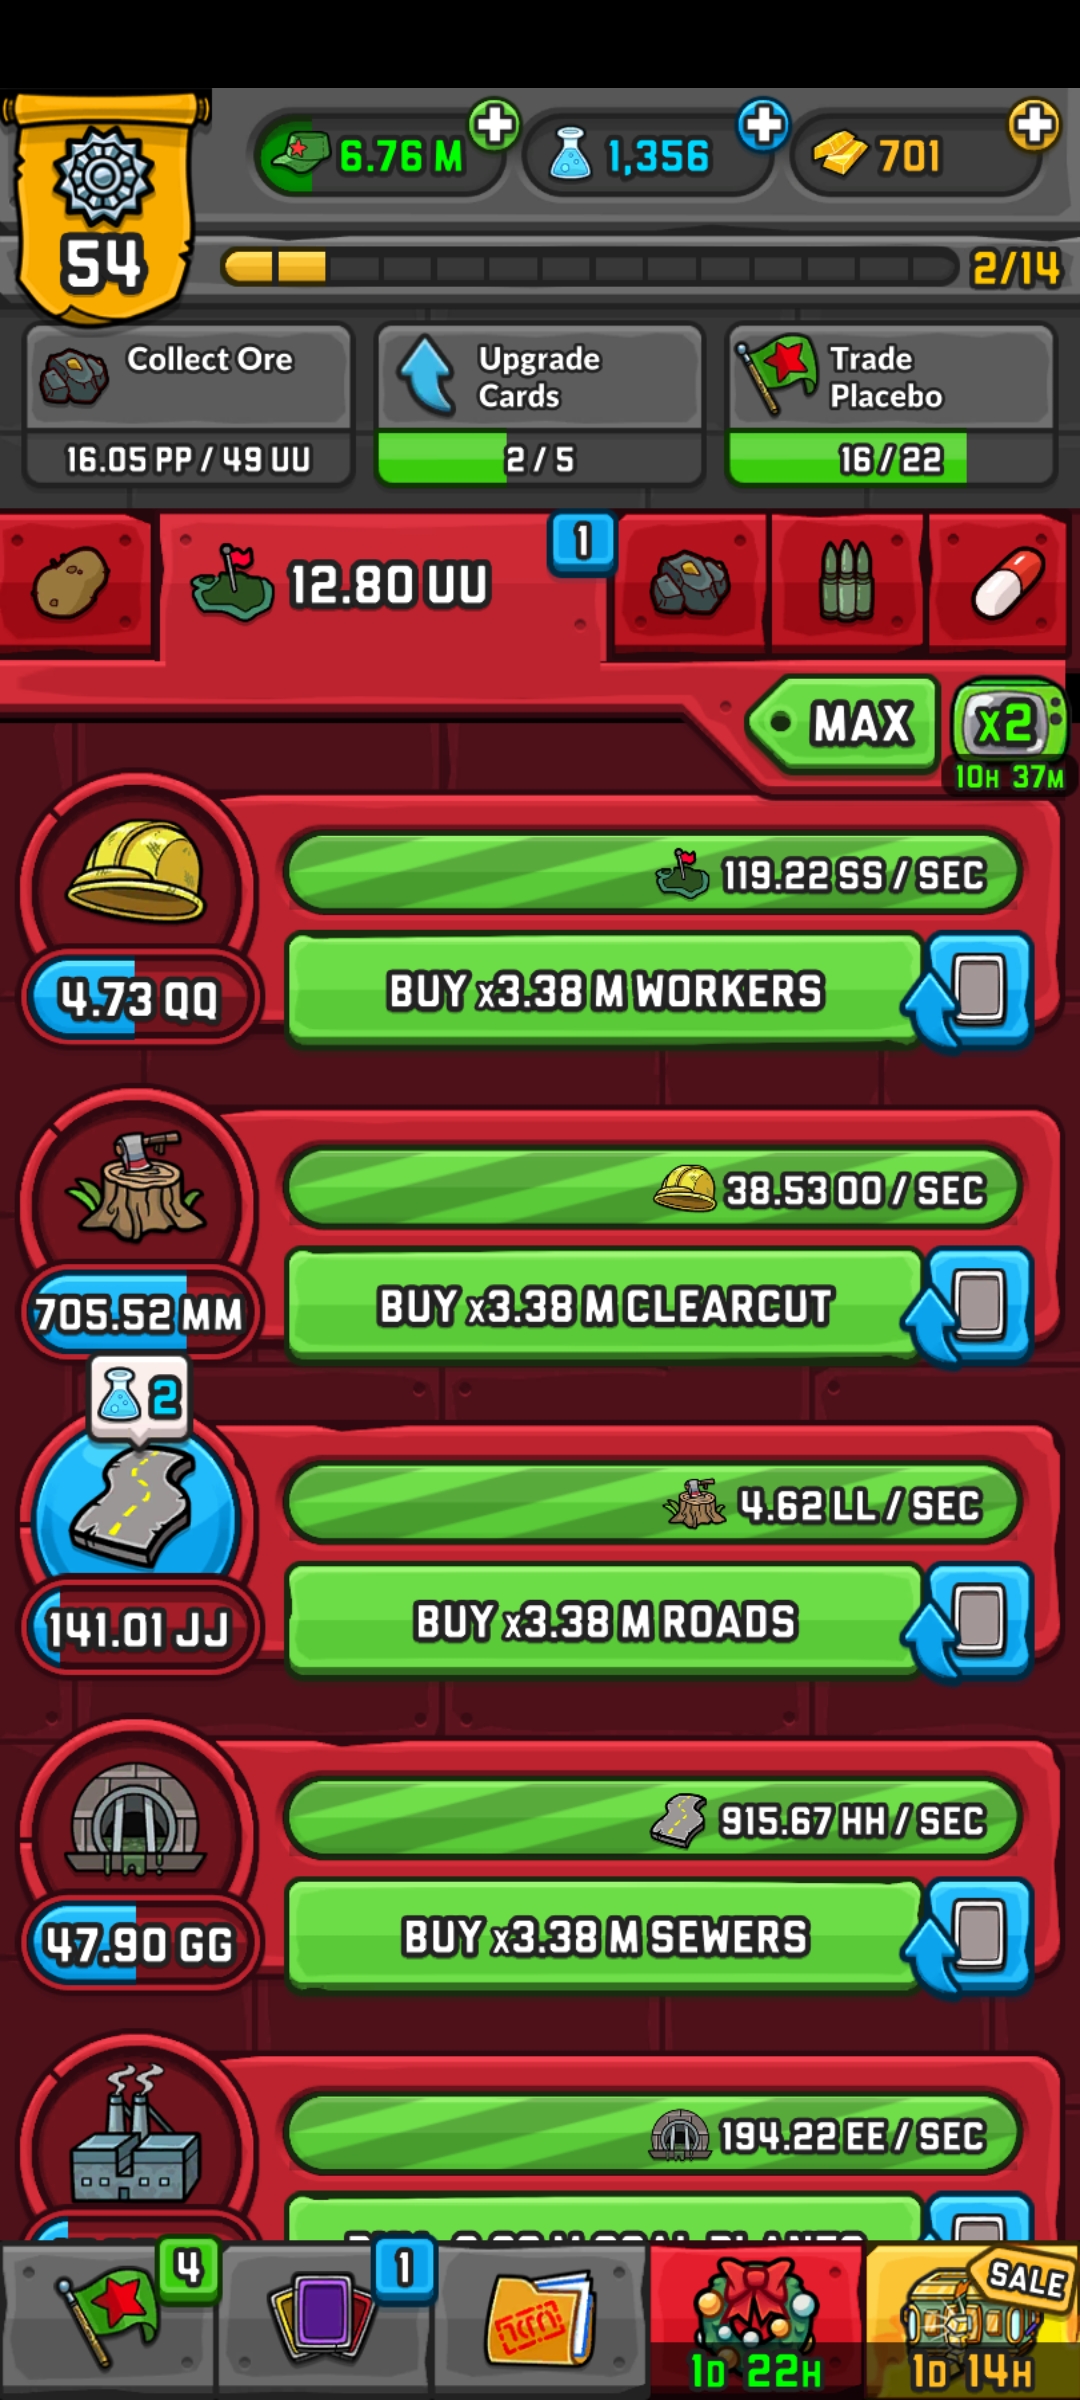 6.76 M
1,356
701
54
2/14
Collect Ore
16.05 PP / 49 UU
Upgrade
Cards
2 / 5
Trade
Placebo
16 / 22
12.80 UU
1
MAX
x2
10H 37M
119.22 SS / SEC
4.73 QQ
BUY x3.38 M WORKERS
38.53 OO / SEC
705.52 MM
BUY x3.38 M CLEARCUT
2
4.62 LL / SEC
141.01 JJ
BUY x3.38 M ROADS
915.67 HH / SEC
47.90 GG
BUY x3.38 M SEWERS
194.22 EE / SEC
4
1
SALE
1D 22H
1D 14H